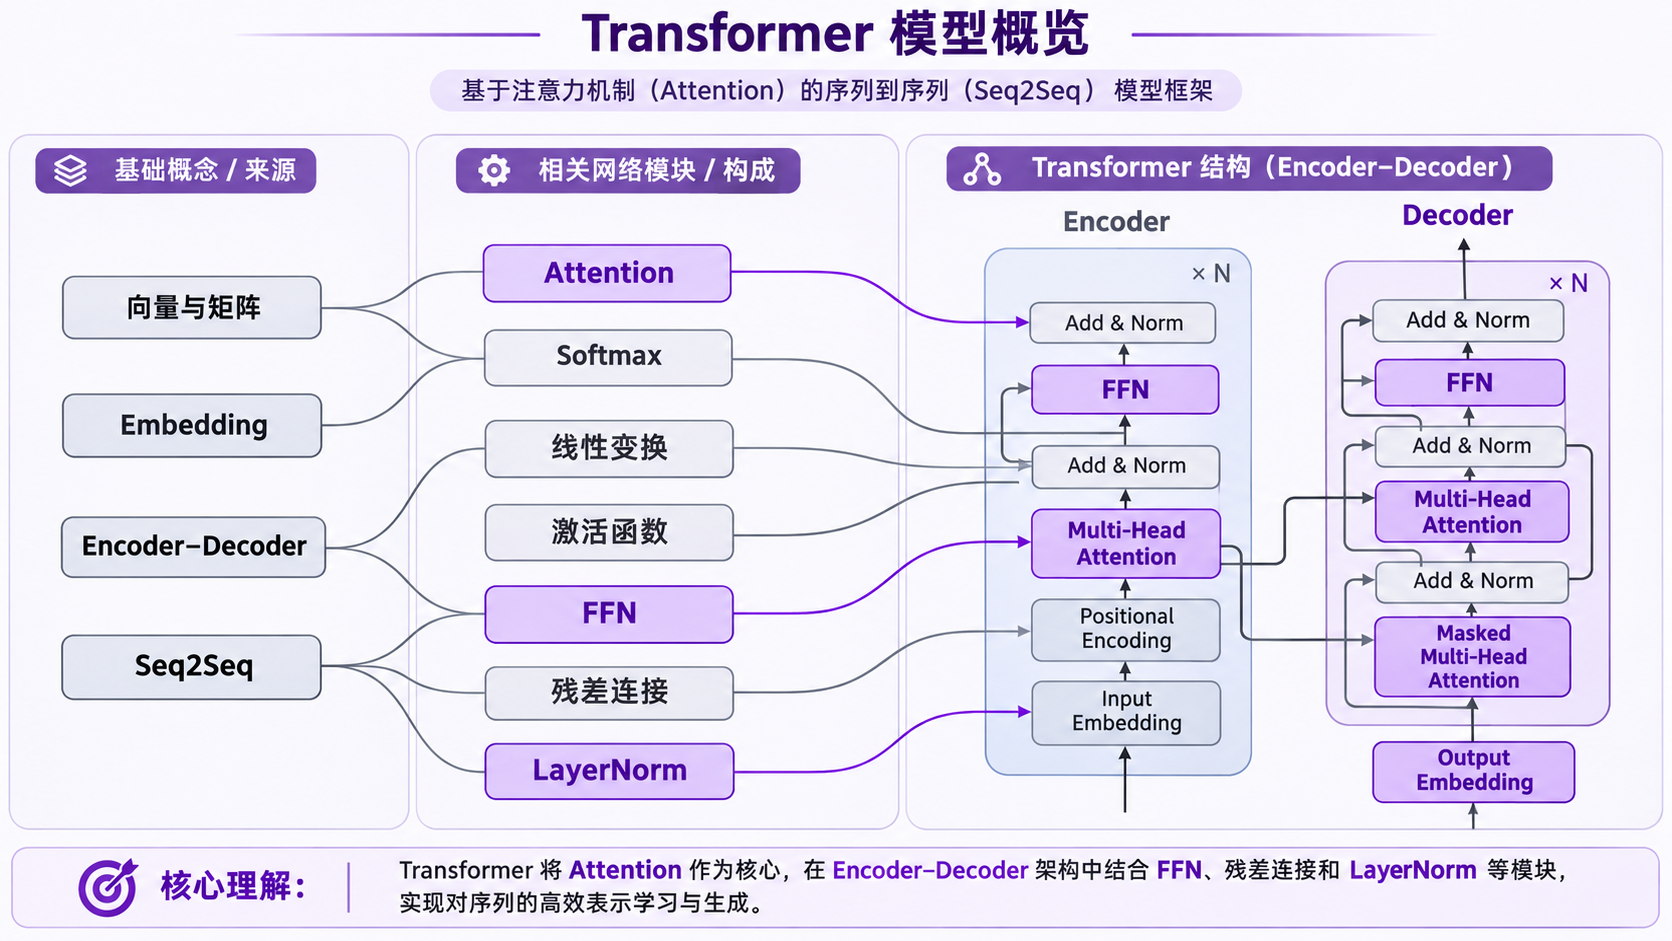 Transformer 模型概览
基于注意力机制（Attention）的序列到序列（Seq2Seq） 模型框架
基础概念 / 来源
向量与矩阵
Embedding
Encoder–Decoder
Seq2Seq
相关网络模块 / 构成
Attention
Softmax
线性变换
激活函数
FFN
残差连接
LayerNorm
Transformer 结构（Encoder–Decoder）
Encoder
× N
Add & Norm
FFN
Add & Norm
Multi-Head
Attention
Positional
Encoding
Input
Embedding
Decoder
× N
Add & Norm
FFN
Add & Norm
Multi-Head
Attention
Add & Norm
Masked
Multi-Head
Attention
Output
Embedding
核心理解：
Transformer 将 Attention 作为核心，在 Encoder–Decoder 架构中结合 FFN、残差连接和 LayerNorm 等模块，
实现对序列的高效表示学习与生成。